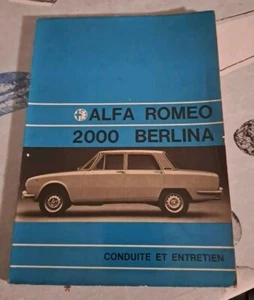 ALFA ROMEO
2000 BERLINA
CONDUITE ET ENTRETIEN